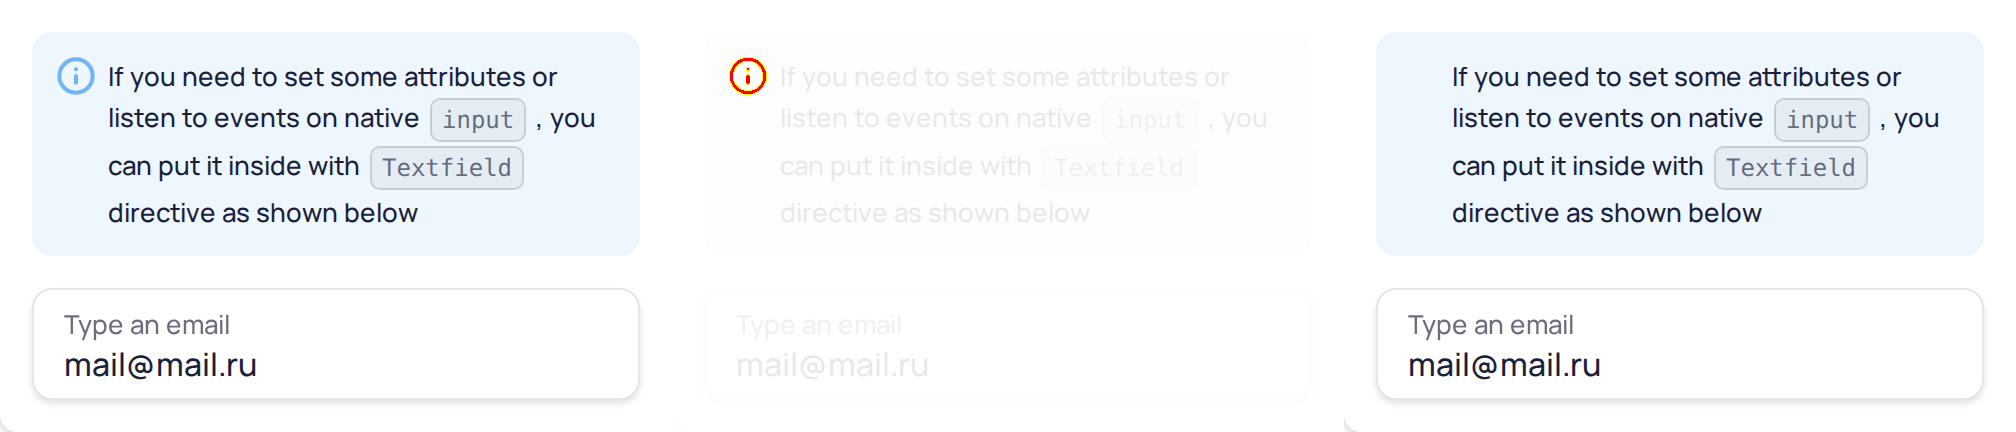 If you need to set some attributes or
listen to events on native input , you
can put it inside with Textfield
directive as shown below
Type an email
mail@mail.ru
If you need to set some attributes or
listen to events on native input , you
can put it inside with Textfield
directive as shown below
Type an email
mail@mail.ru
If you need to set some attributes or
listen to events on native input , you
can put it inside with Textfield
directive as shown below
Type an email
mail@mail.ru